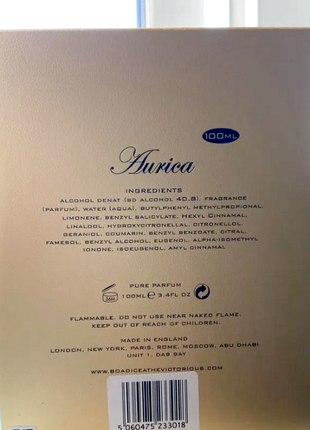 100ML
Aurica
INGREDIENTS
ALCOHOL DENAT (SD ALCOHOL 40.B), FRAGRANCE
(PARFUM), WATER (AQUA), BUTYLPHENYL METHYLPROPIONAL,
LIMONENE, BENZYL SALICYLATE, HEXYL CINNAMAL,
LINALOOL, HYDROXYCITRONELLAL, CITRONELLOL,
GERANIOL, COUMARIN, BENZYL BENZOATE, CITRAL,
FARNESOL, BENZYL ALCOHOL, EUGENOL, ALPHA-ISOMETHYL
IONONE, ISOEUGENOL, AMYL CINNAMAL
PURE PARFUM
100ML ℮ 3.4FL OZ
FLAMMABLE. DO NOT USE NEAR NAKED FLAME.
KEEP OUT OF REACH OF CHILDREN.
MADE IN ENGLAND
LONDON, NEW YORK, PARIS, ROME, MOSCOW, ABU DHABI
UNIT 1, DA9 9AY
WWW.BOADICEATHEVICTORIOUS.COM
5 060475 233018